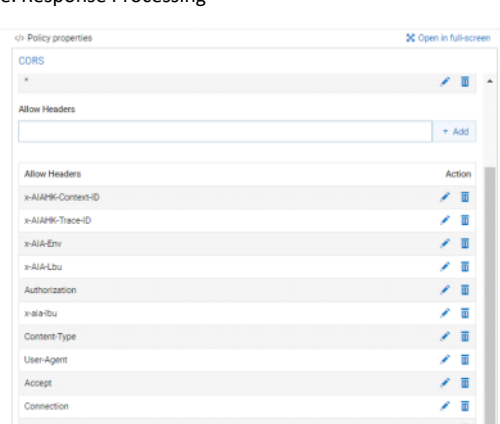 c. Response Processing
</> Policy properties Open in full-screen
CORS
*
Allow Headers
+ Add
Allow Headers Action
x-AIAHK-Context-ID
x-AIAHK-Trace-ID
x-AIA-Env
x-AIA-Lbu
Authorization
x-aia-lbu
Content-Type
User-Agent
Accept
Connection